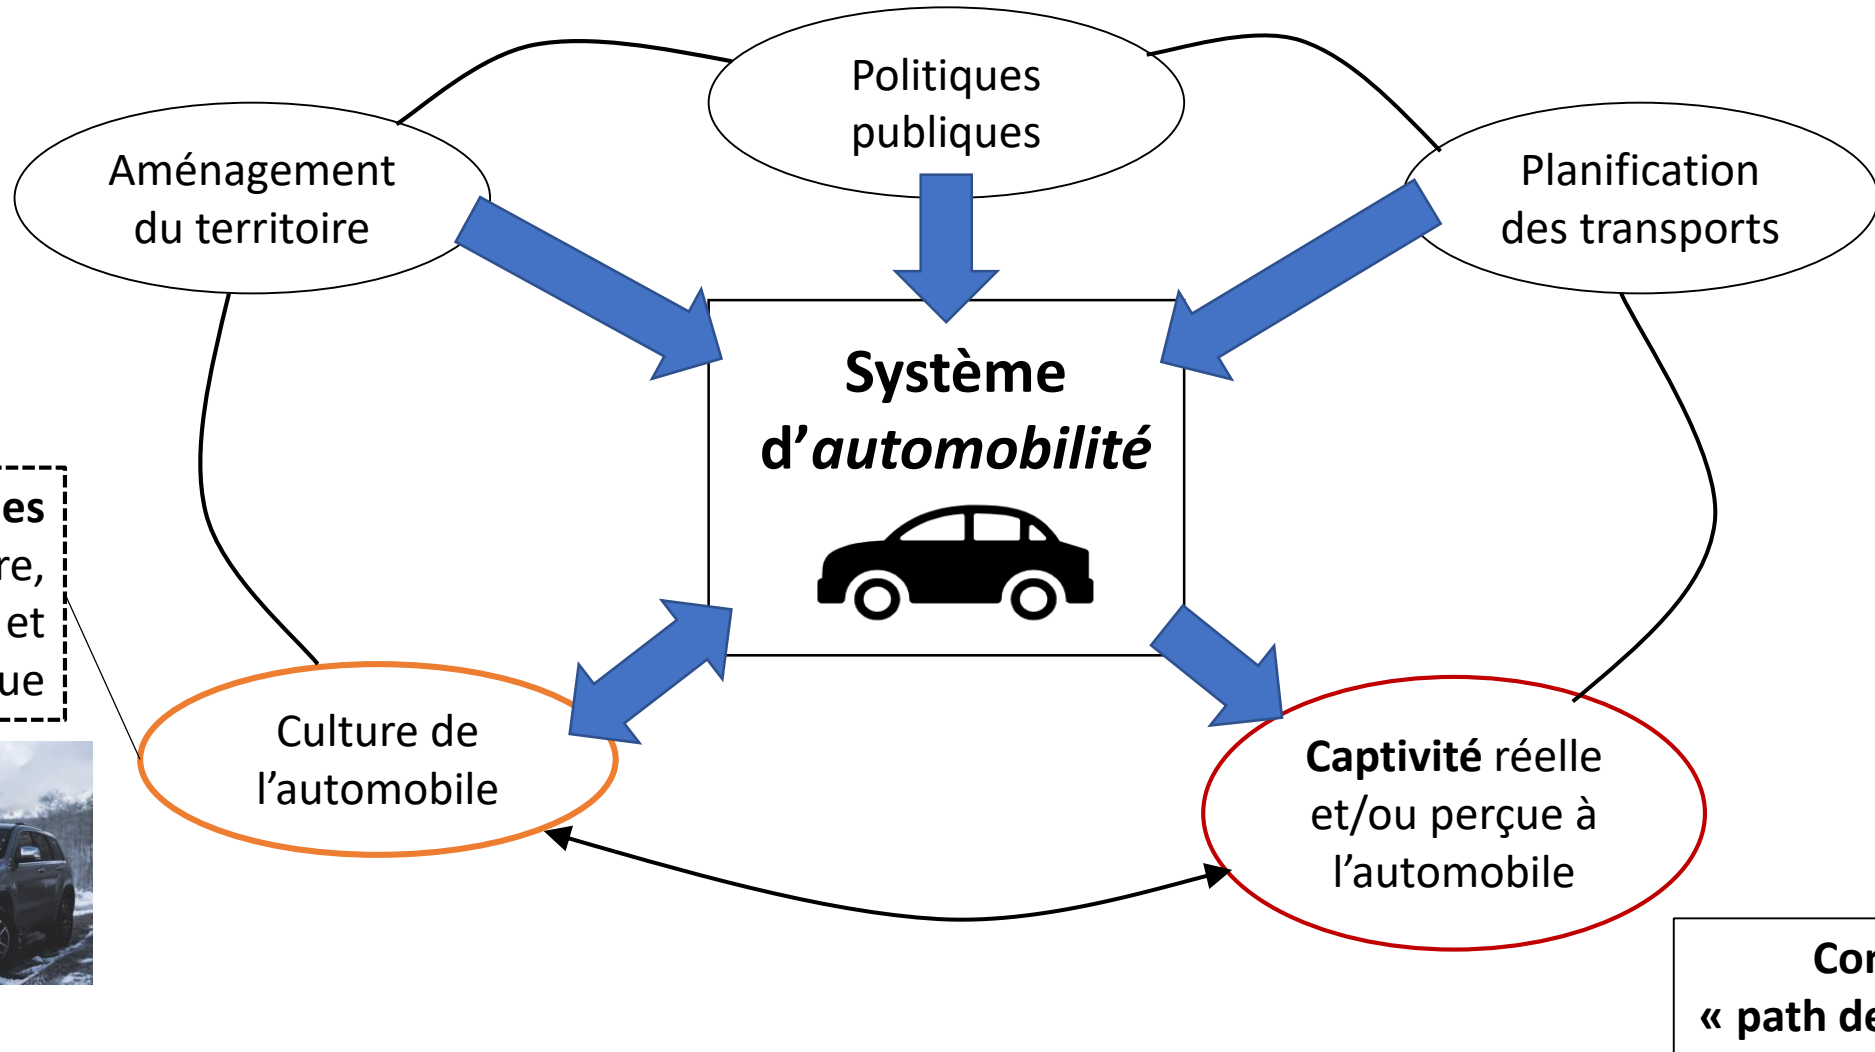 Politiques
publiques
Aménagement
du territoire
Planification
des transports
Système
d’automobilité
es
re,
et
ue
Culture de
l’automobile
Captivité réelle
et/ou perçue à
l’automobile
Con
« path de